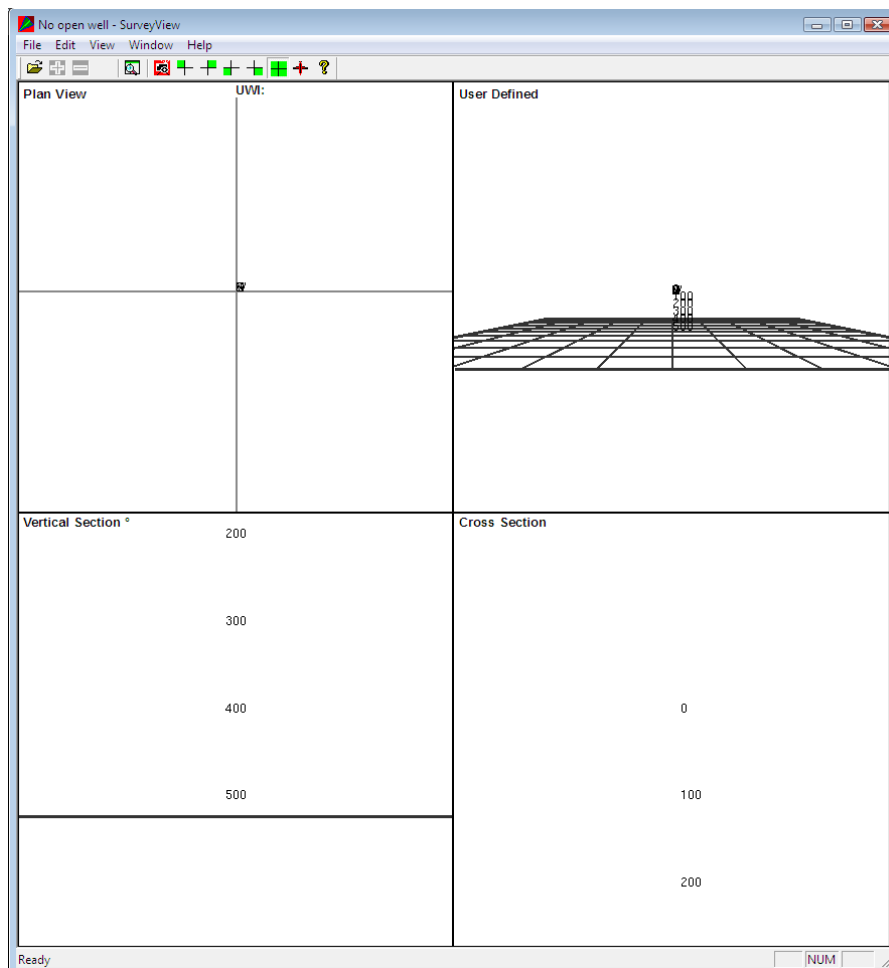 No open well - SurveyView
File Edit View Window Help
Plan View
UWI:
User Defined
Vertical Section °
200
300
400
500
Cross Section
0
100
200
Ready
NUM